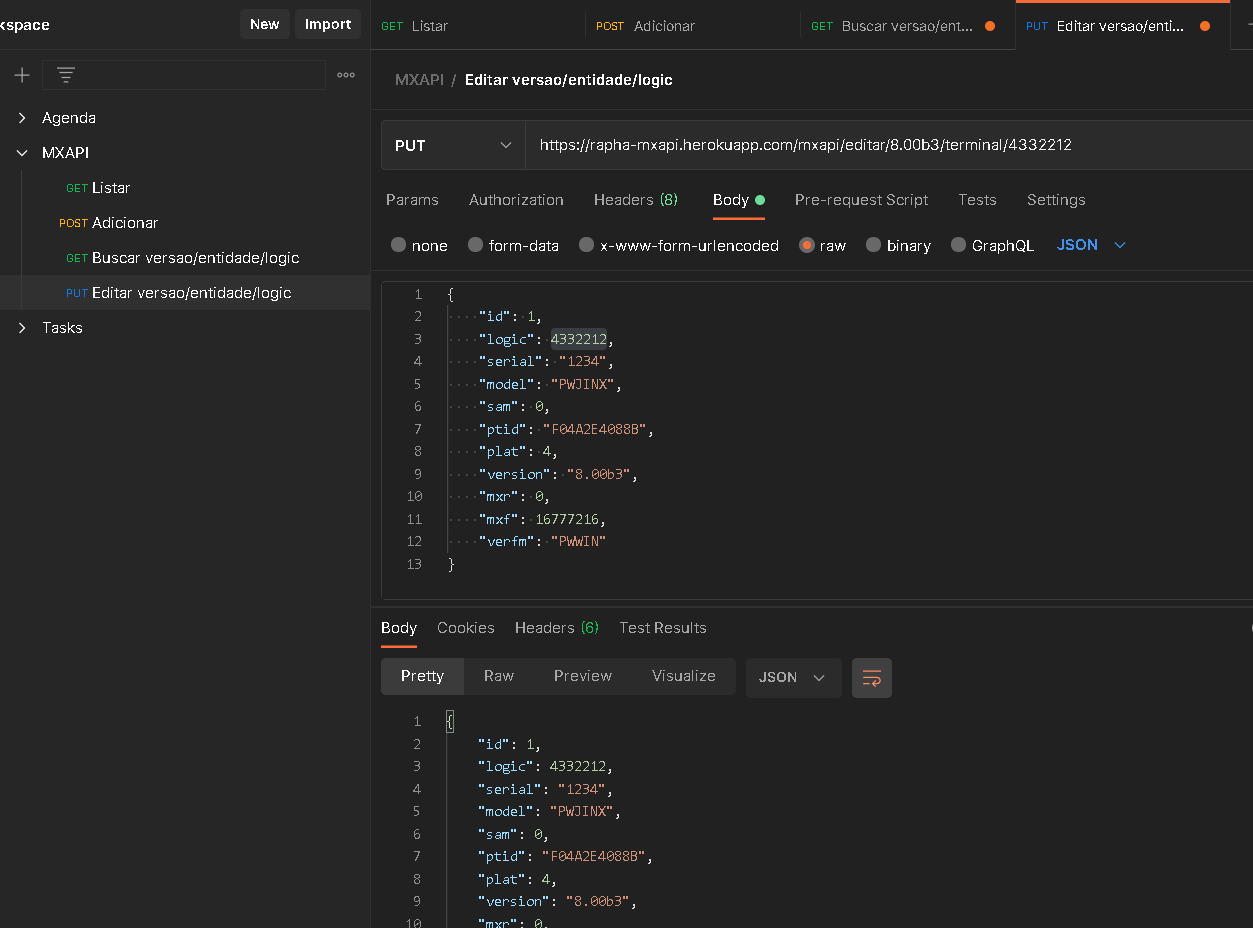 kspace
New
Import
GET Listar
POST Adicionar
GET Buscar versao/ent...
PUT Editar versao/enti...
Agenda
MXAPI
GET Listar
POST Adicionar
GET Buscar versao/entidade/logic
PUT Editar versao/entidade/logic
Tasks
MXAPI / Editar versao/entidade/logic
PUT
https://rapha-mxapi.herokuapp.com/mxapi/editar/8.00b3/terminal/4332212
Params Authorization Headers (8) Body Pre-request Script Tests Settings
none form-data x-www-form-urlencoded raw binary GraphQL JSON
1 {
2 "id": 1,
3 "logic": 4332212,
4 "serial": "1234",
5 "model": "PWJINX",
6 "sam": 0,
7 "ptid": "F04A2E4088B",
8 "plat": 4,
9 "version": "8.00b3",
10 "mxr": 0,
11 "mxf": 16777216,
12 "verfm": "PWWIN"
13 }
Body Cookies Headers (6) Test Results
Pretty Raw Preview Visualize JSON
1 {
2 "id": 1,
3 "logic": 4332212,
4 "serial": "1234",
5 "model": "PWJINX",
6 "sam": 0,
7 "ptid": "F04A2E4088B",
8 "plat": 4,
9 "version": "8.00b3",
10 "mxr": 0,